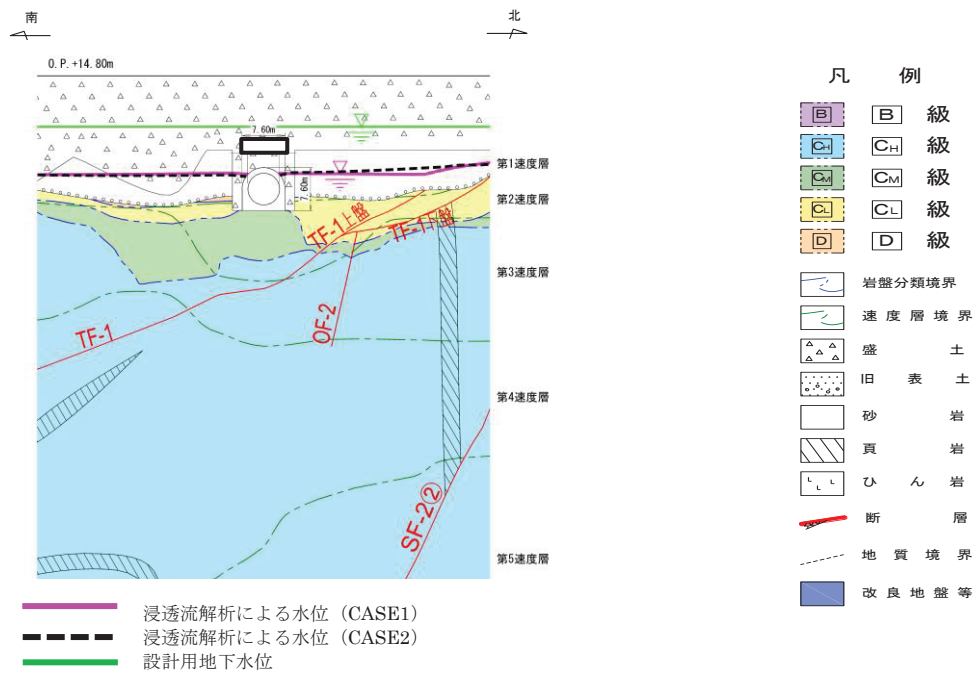 南
北
O.P.+14.80m
7.60m
7.60m
第1速度層
第2速度層
第3速度層
第4速度層
第5速度層
TF-1上盤
TF-1下盤
TF-1
OF-2
SF-2②
凡 例
B B 級
CH CH 級
CM CM 級
CL CL 級
D D 級
岩盤分類境界
速度層境界
盛土
旧表土
砂岩
頁岩
ひん岩
断層
地質境界
改良地盤等
浸透流解析による水位（CASE1）
浸透流解析による水位（CASE2）
設計用地下水位